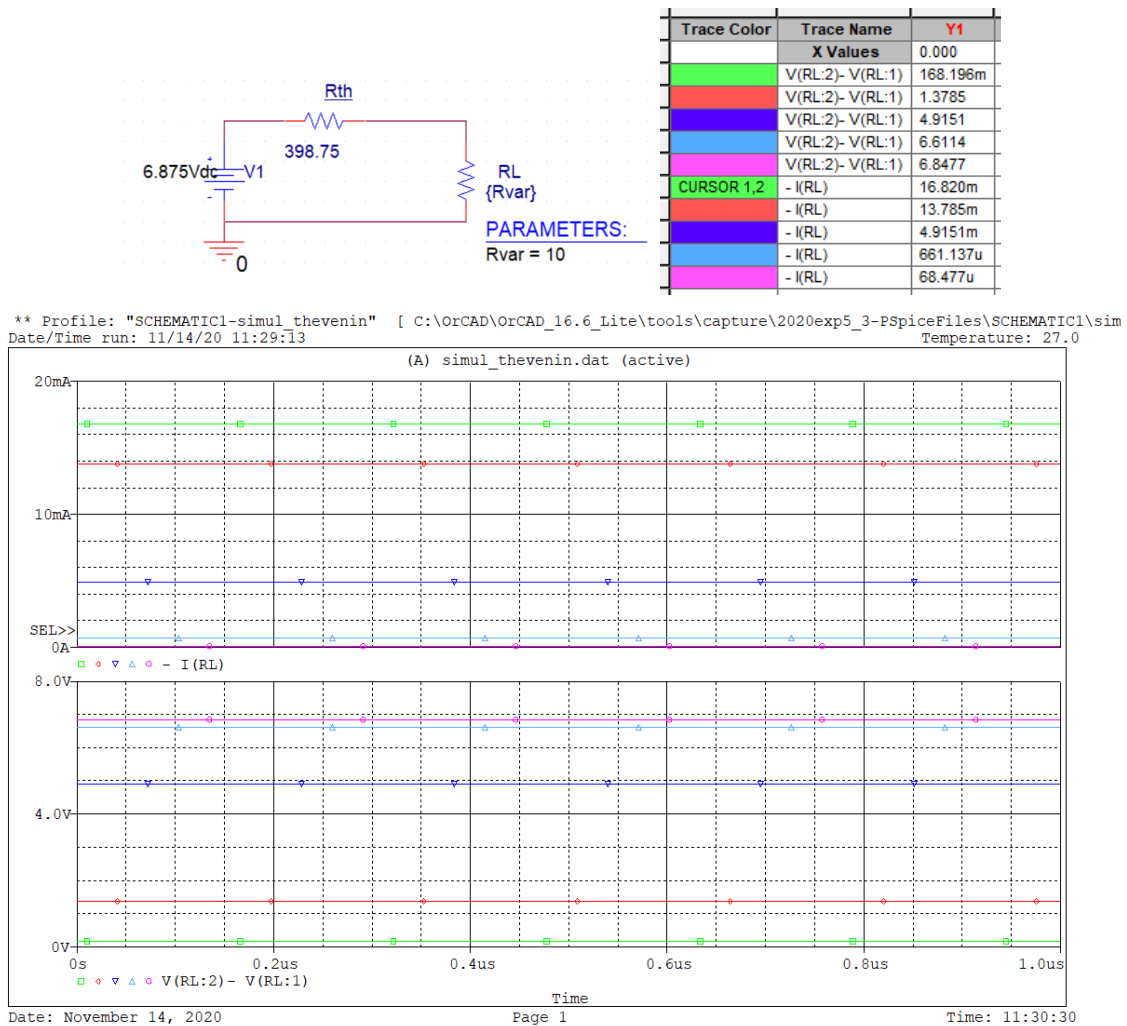 Rth
398.75
6.875Vdc
V1
RL
{Rvar}
PARAMETERS:
Rvar = 10
0
Trace Color Trace Name Y1
X Values 0.000
V(RL:2)- V(RL:1) 168.196m
V(RL:2)- V(RL:1) 1.3785
V(RL:2)- V(RL:1) 4.9151
V(RL:2)- V(RL:1) 6.6114
V(RL:2)- V(RL:1) 6.8477
CURSOR 1,2 - I(RL) 16.820m
- I(RL) 13.785m
- I(RL) 4.9151m
- I(RL) 661.137u
- I(RL) 68.477u
** Profile: "SCHEMATIC1-simul_thevenin" [ C:\OrCAD\OrCAD_16.6_Lite\tools\capture\2020exp5_3-PSpiceFiles\SCHEMATIC1\sim
Date/Time run: 11/14/20 11:29:13 Temperature: 27.0
(A) simul_thevenin.dat (active)
20mA
10mA
SEL>>
0A
- I(RL)
8.0V
4.0V
0V
0s 0.2us 0.4us 0.6us 0.8us 1.0us
V(RL:2)- V(RL:1)
Time
Date: November 14, 2020 Page 1 Time: 11:30:30